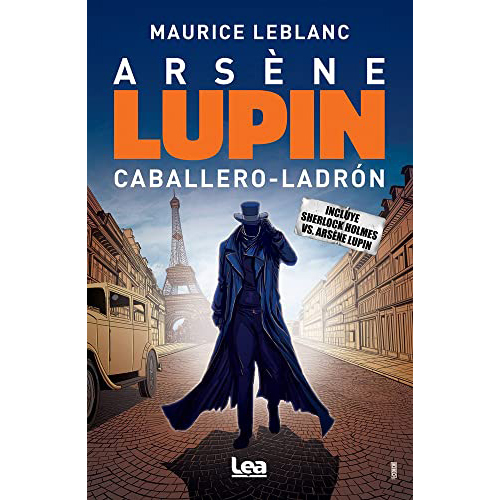 MAURICE LEBLANC
ARSÈNE
LUPIN
CABALLERO-LADRÓN
INCLUYE
SHERLOCK HOLMES
VS. ARSÈNE LUPIN
Lea